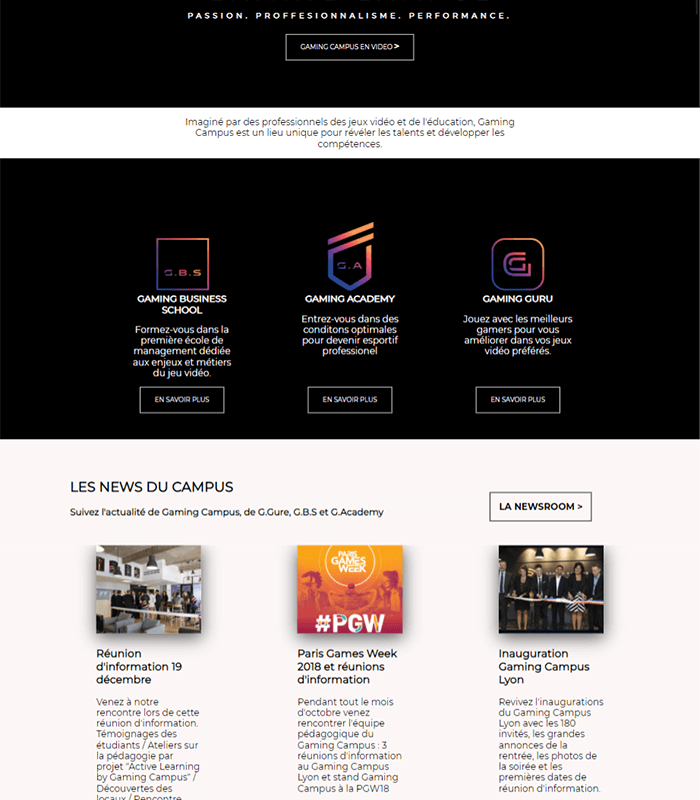 PASSION. PROFFESIONNALISME. PERFORMANCE.
GAMING CAMPUS EN VIDEO >
Imaginé par des professionnels des jeux vidéo et de l'éducation, Gaming
Campus est un lieu unique pour révéler les talents et développer les
compétences.
G.B.S
GAMING BUSINESS
SCHOOL
Formez-vous dans la
première école de
management dédiée
aux enjeux et métiers
du jeu vidéo.
EN SAVOIR PLUS
G.A
GAMING ACADEMY
Entrez-vous dans des
conditons optimales
pour devenir esportif
professionel
EN SAVOIR PLUS
G
GAMING GURU
Jouez avec les meilleurs
gamers pour vous
améliorer dans vos jeux
vidéo préférés.
EN SAVOIR PLUS
LES NEWS DU CAMPUS
Suivez l'actualité de Gaming Campus, de G.Gure, G.B.S et G.Academy
LA NEWSROOM >
Réunion
d'information 19
décembre
Venez à notre
rencontre lors de cette
réunion d'information.
Témoignages des
étudiants / Ateliers sur
la pédagogie par
projet "Active Learning
by Gaming Campus" /
Découvertes des
locaux / Rencontre
PARIS
GAMES
WEEK
#PGW
Paris Games Week
2018 et réunions
d'information
Pendant tout le mois
d'octobre venez
rencontrer l'équipe
pédagogique du
Gaming Campus : 3
réunions d'information
au Gaming Campus
Lyon et stand Gaming
Campus à la PGW18
Inauguration
Gaming Campus
Lyon
Revivez l'inaugurations
du Gaming Campus
Lyon avec les 180
invités, les grandes
annonces de la
rentrée, les photos de
la soirée et les
premières dates de
réunion d'information.